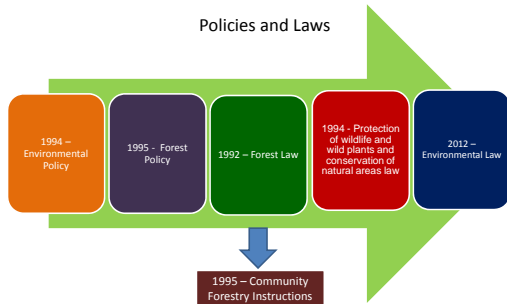 Policies and Laws
1994 –
Environmental
Policy
1995 - Forest
Policy
1992 – Forest Law
1994 - Protection
of wildlife and
wild plants and
conservation of
natural areas law
2012 –
Environmental Law
1995 – Community
Forestry Instructions